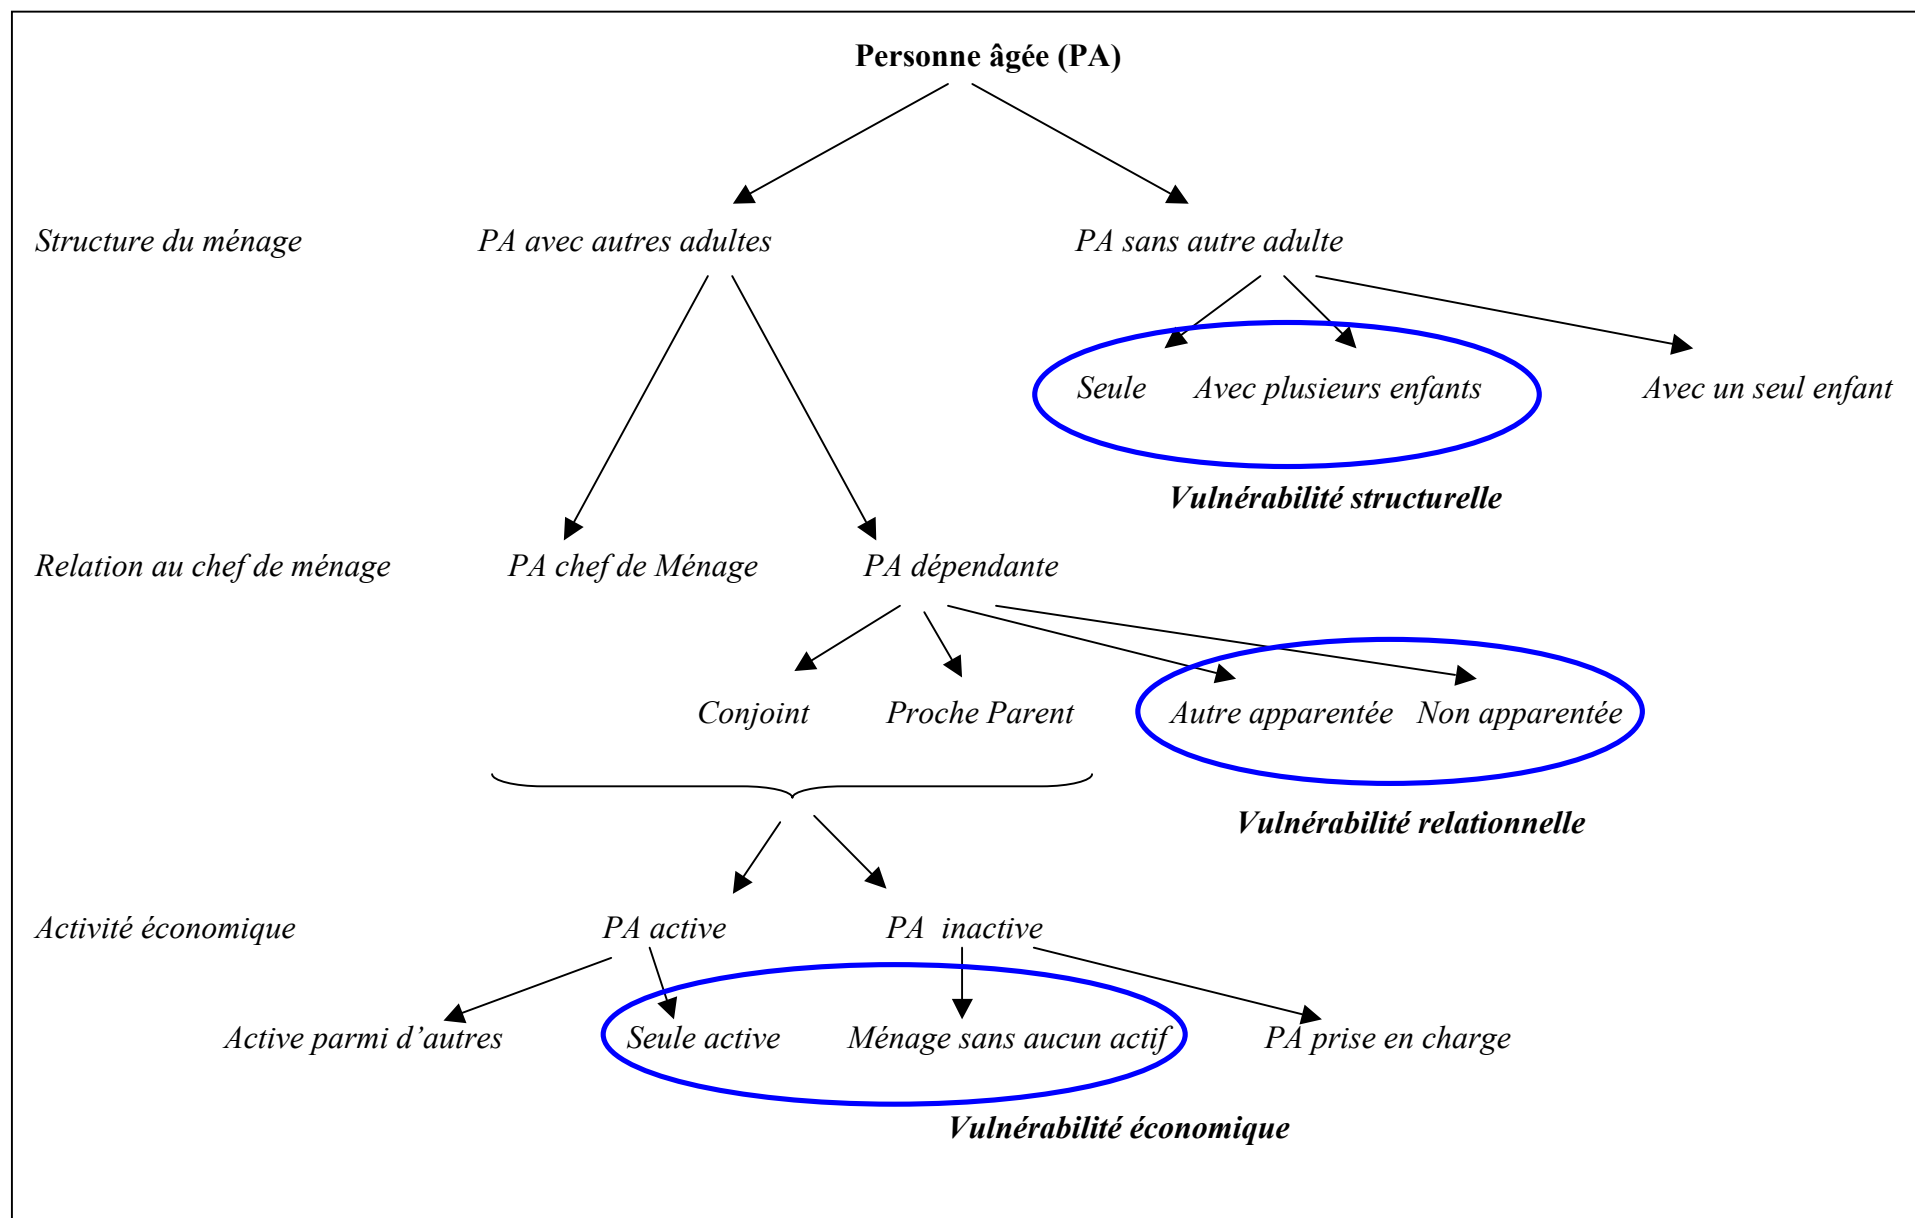 Personne âgée (PA)
Structure du ménage PA avec autres adultes PA sans autre adulte
Seule Avec plusieurs enfants Avec un seul enfant
Vulnérabilité structurelle
Relation au chef de ménage PA chef de Ménage PA dépendante
Conjoint Proche Parent Autre apparentée Non apparentée
Vulnérabilité relationnelle
Activité économique PA active PA inactive
Active parmi d’autres Seule active Ménage sans aucun actif PA prise en charge
Vulnérabilité économique